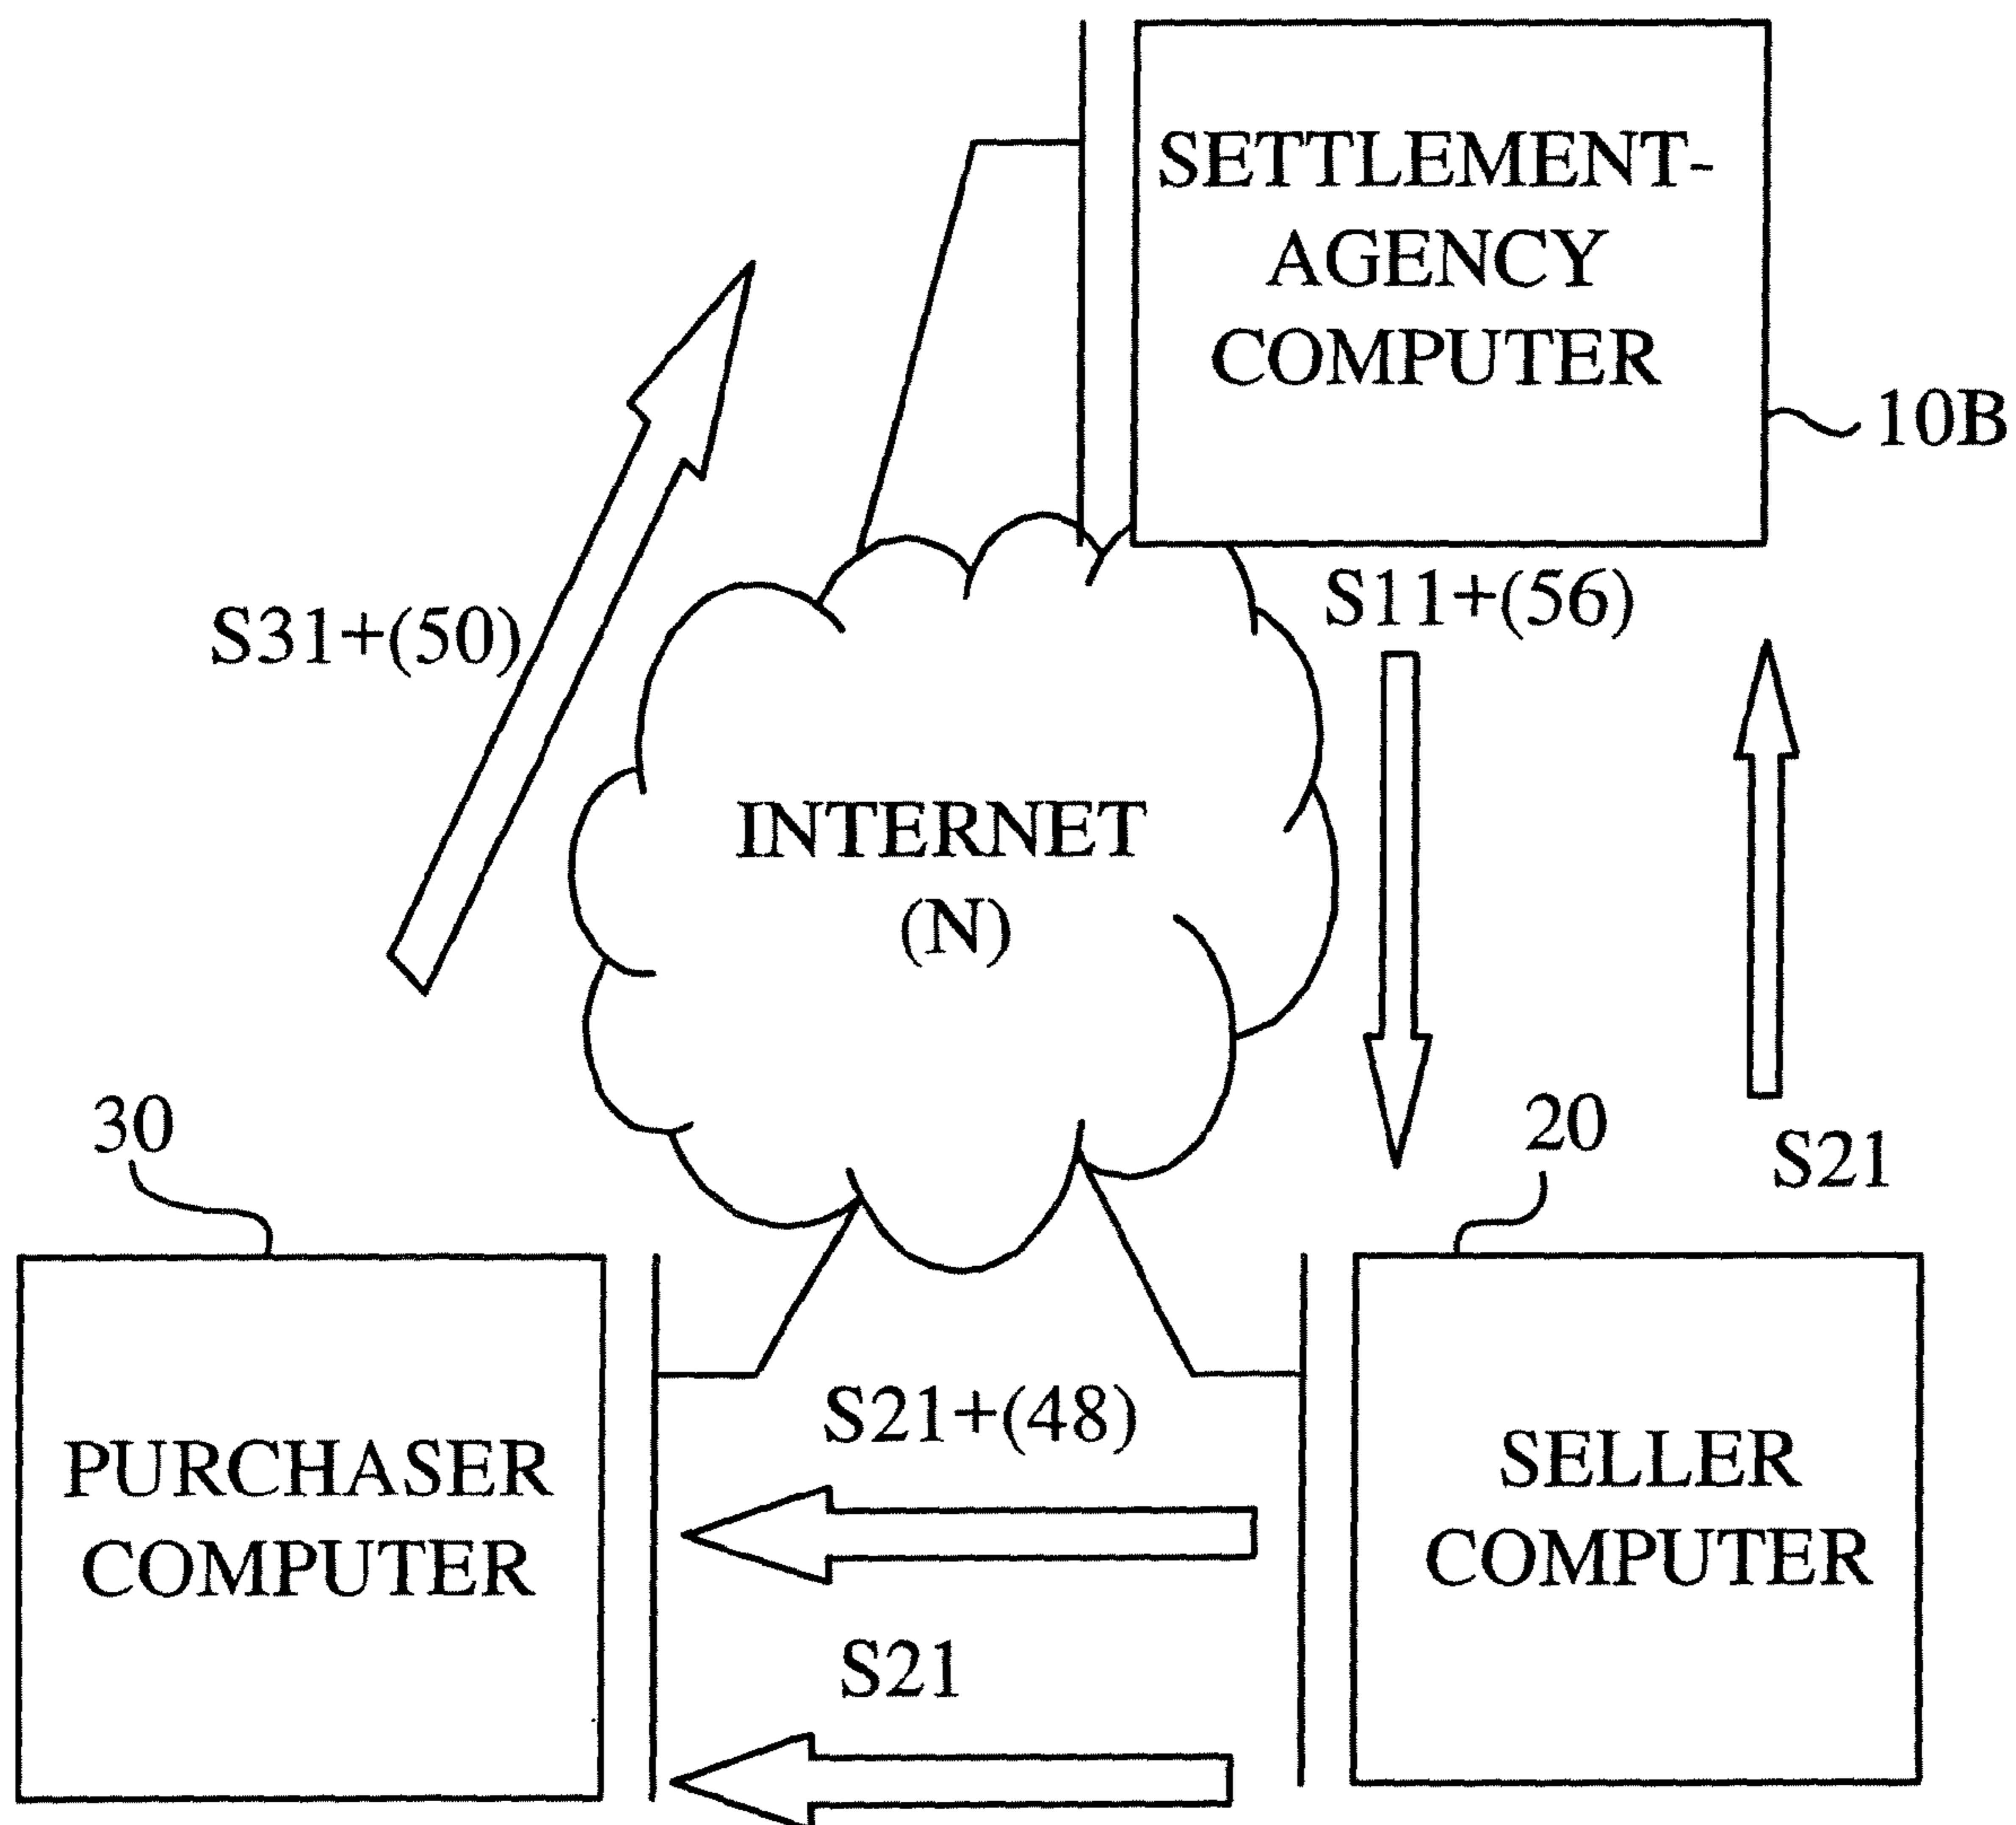 SETTLEMENT-
AGENCY
COMPUTER
10B
S11+(56)
S31+(50)
INTERNET
(N)
30
20
S21
S21+(48)
PURCHASER
COMPUTER
SELLER
COMPUTER
S21